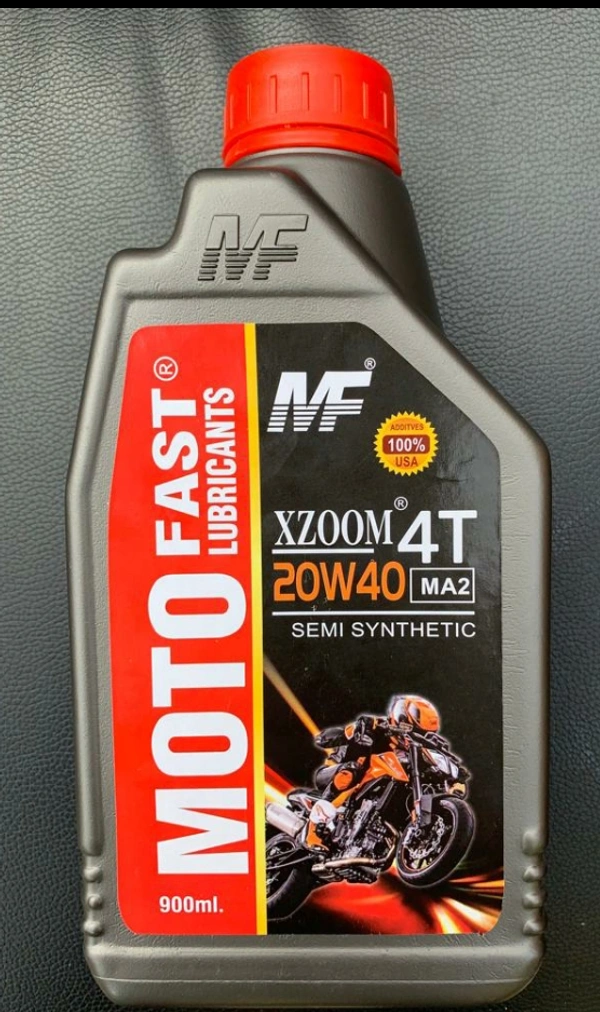 MF
MOTO FAST®
LUBRICANTS
900ml.
MF®
ADDITVES
100%
USA
XZOOM® 4T
20W40 MA2
SEMI SYNTHETIC